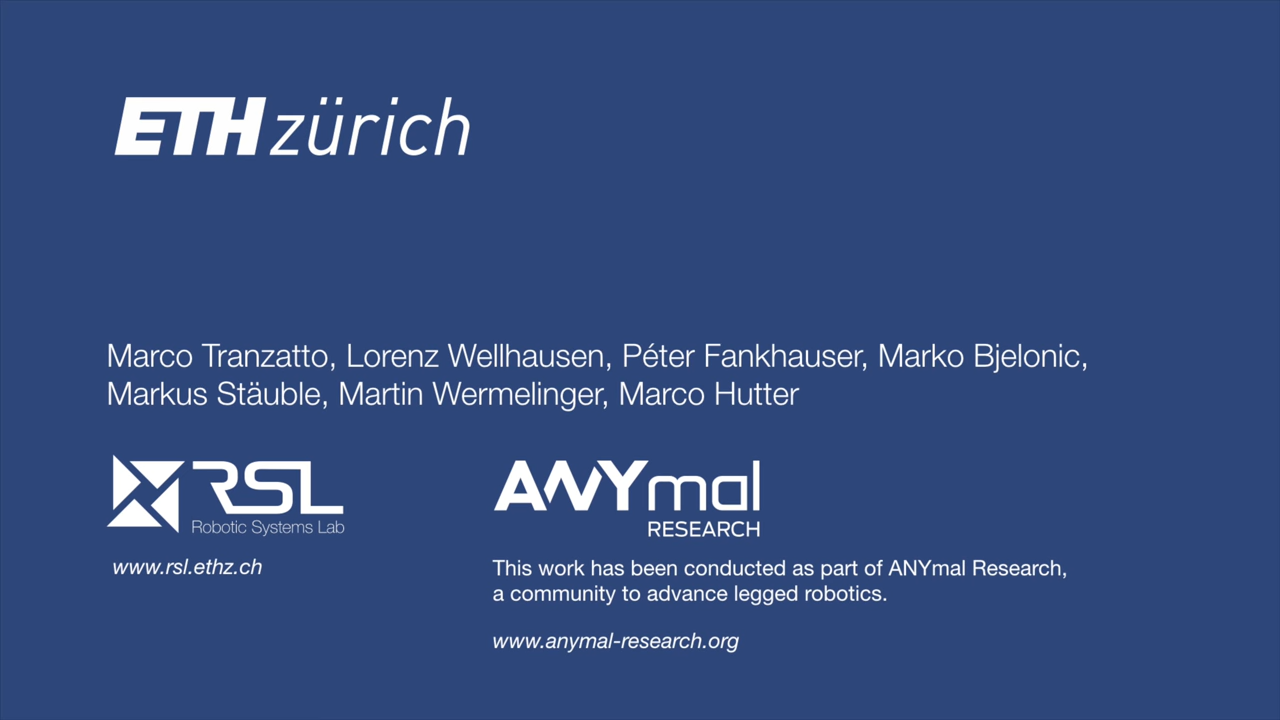 ETH zürich
Marco Tranzatto, Lorenz Wellhausen, Péter Fankhauser, Marko Bjelonic,
Markus Stäuble, Martin Wermelinger, Marco Hutter
RSL
Robotic Systems Lab
www.rsl.ethz.ch
ANYmal
RESEARCH
This work has been conducted as part of ANYmal Research,
a community to advance legged robotics.
www.anymal-research.org